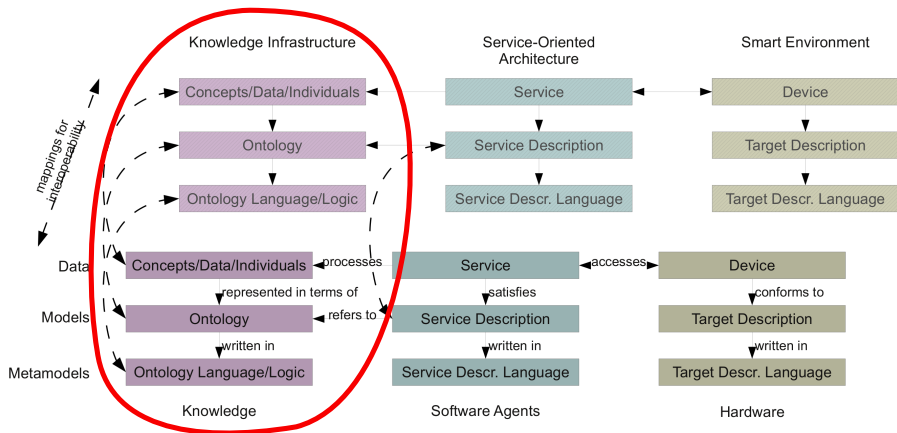 Knowledge Infrastructure
Service-Oriented
Architecture
Smart Environment
Concepts/Data/Individuals
Service
Device
mappings for
interoperability
Ontology
Service Description
Target Description
Ontology Language/Logic
Service Descr. Language
Target Descr. Language
Data
Concepts/Data/Individuals
processes
Service
accesses
Device
represented in terms of
satisfies
conforms to
Models
Ontology
refers to
Service Description
Target Description
written in
written in
written in
Metamodels
Ontology Language/Logic
Service Descr. Language
Target Descr. Language
Knowledge
Software Agents
Hardware